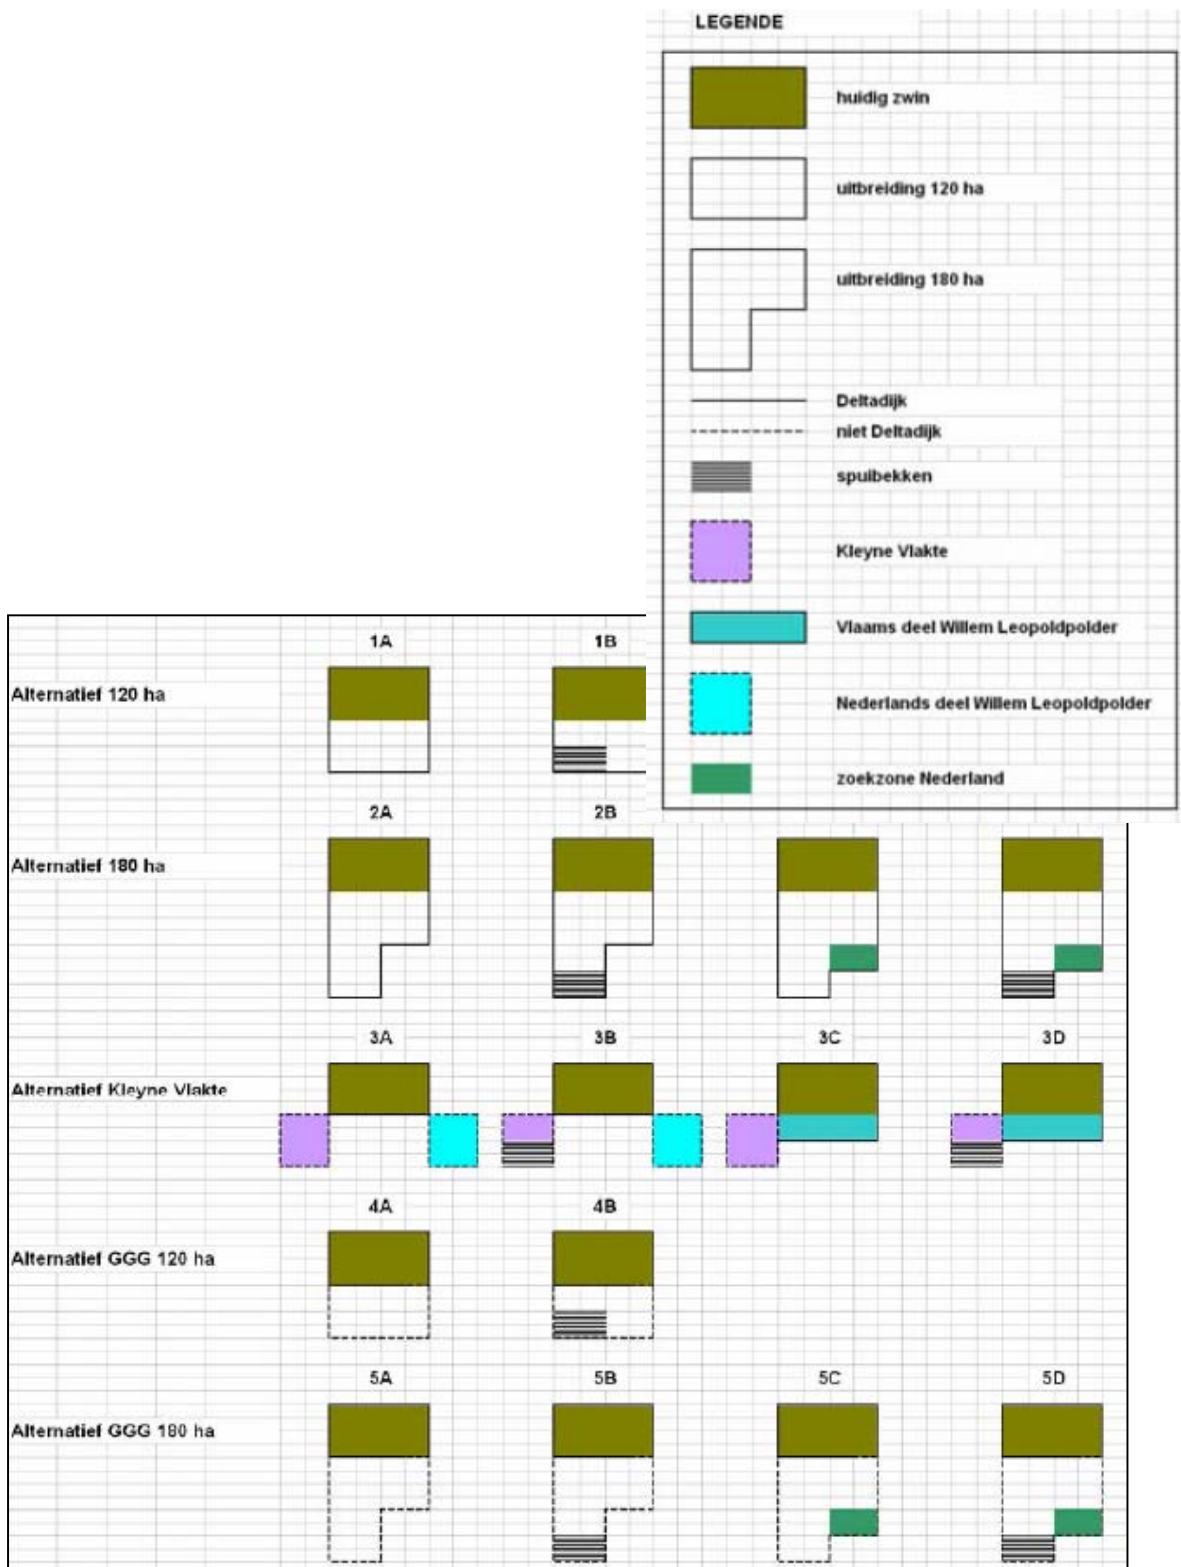 LEGENDE
huidig zwin
uitbreiding 120 ha
uitbreiding 180 ha
Deltadijk
niet Deltadijk
spuibekken
Kleyne Vlakte
Vlaams deel Willem Leopoldpolder
Nederlands deel Willem Leopoldpolder
zoekzone Nederland
1A 1B
Alternatief 120 ha
2A 2B
Alternatief 180 ha
3A 3B 3C 3D
Alternatief Kleyne Vlakte
4A 4B
Alternatief GGG 120 ha
5A 5B 5C 5D
Alternatief GGG 180 ha